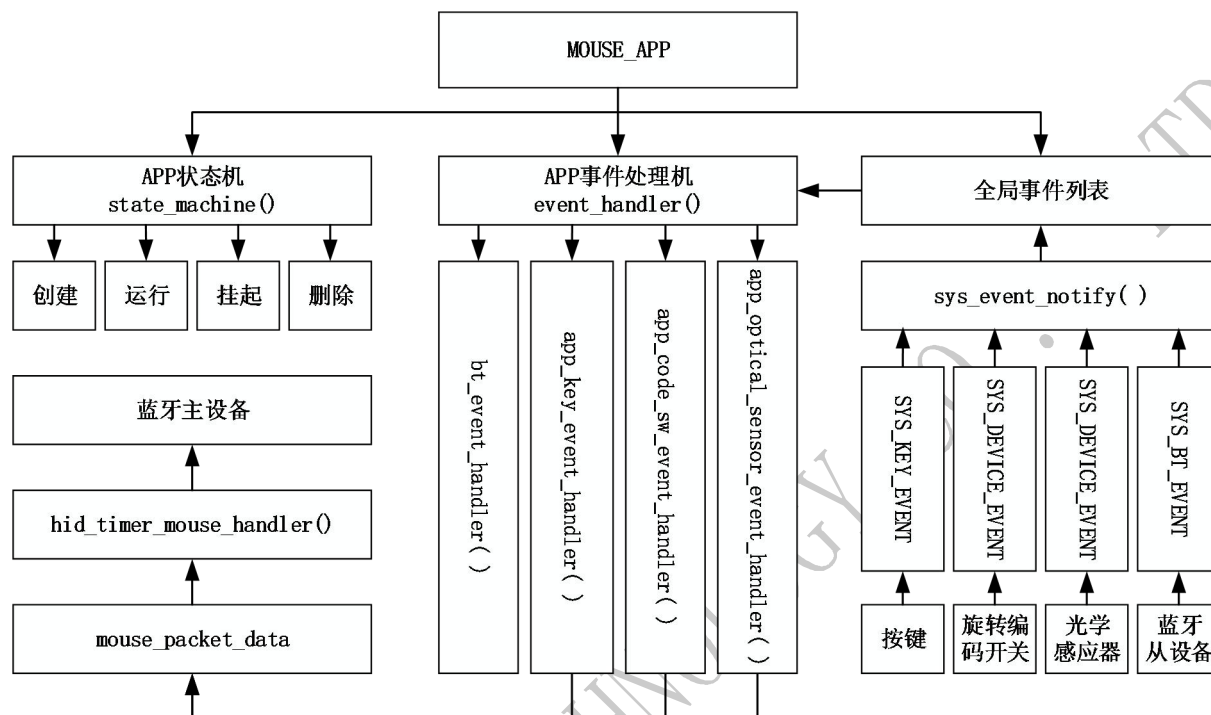 MOUSE_APP
APP状态机
state_machine()
APP事件处理机
event_handler()
全局事件列表
创建
运行
挂起
删除
sys_event_notify( )
bt_event_handler( )
app_key_event_handler( )
app_code_sw_event_handler( )
app_optical_sensor_event_handler( )
SYS_KEY_EVENT
SYS_DEVICE_EVENT
SYS_DEVICE_EVENT
SYS_BT_EVENT
蓝牙主设备
hid_timer_mouse_handler()
mouse_packet_data
按键
旋转编
码开关
光学
感应器
蓝牙
从设备